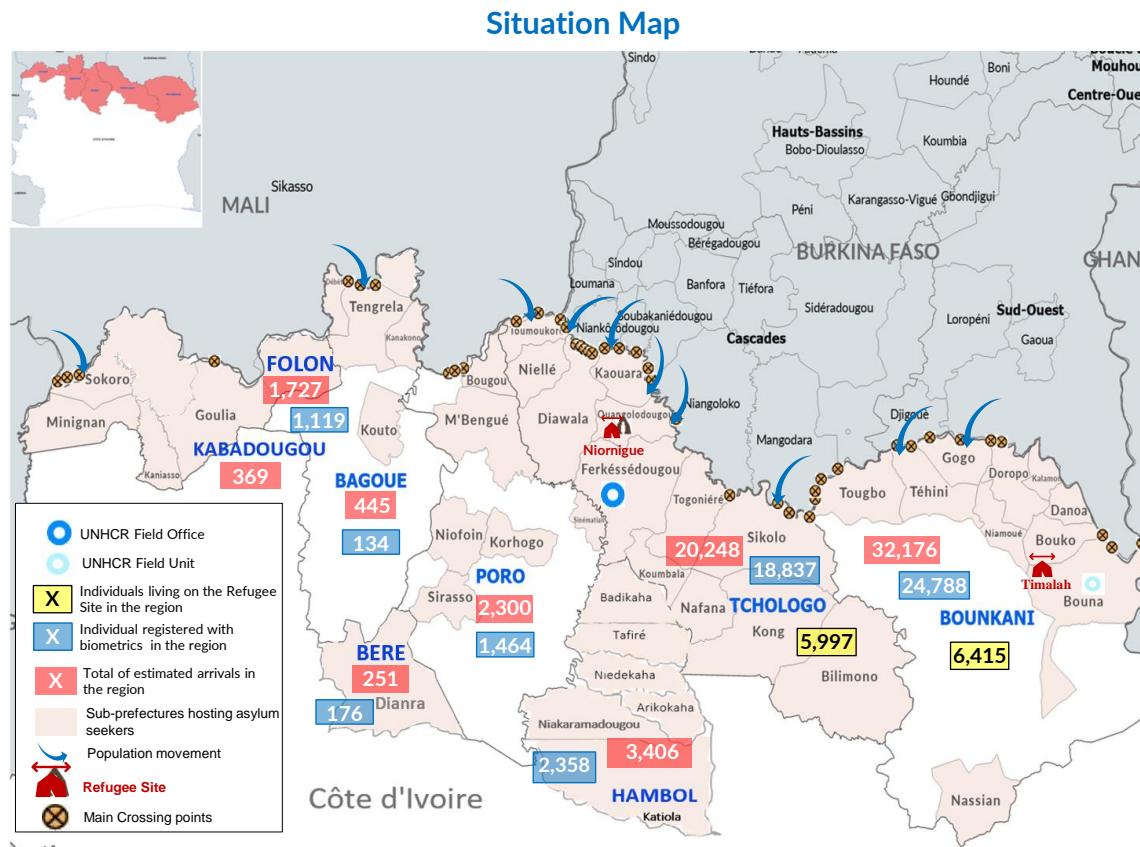 Situation Map
Sindo
Boni
Houndé
Mouho
Centre-Oue
Hauts-Bassins
Bobo-Dioulasso
Koumbia
Sikasso
MALI
Karangasso-Vigué
Gbondjigui
Péni
Moussodougou
Bérégadougou
BURKINA FASO
GHAN
Sindou
Loumana
Banfora
Tiéfora
Soubakaniédougou
Sidéradougou
Sud-Ouest
Loropéni
Gaoua
Niankorodougou
Cascades
Tengrela
Toumoukoro
Kanakono
FOLON
1,727
1,119
Sokoro
Minignan
Goulia
Kaniasso
KABADOUGOU
369
Kouto
Bougou
M'Bengué
Niellé
Diawala
Kaouara
Ouangolodougou
Niangoloko
Niornigue
Ferkéssédougou
Mangodara
Djigoué
Gogo
Doropo
Kalamon
Tougbo
Téhini
Danoa
Niamoué
Bouko
Timalah
Bouna
BAGOUE
445
134
Niofoin
Korhogo
Sirasso
PORO
2,300
1,464
BERE
251
176
Dianra
Togoniéré
Sikolo
20,248
18,837
Koumbala
Badikaha
Nafana
TCHOLOGO
Kong
5,997
Bilimono
32,176
24,788
BOUNKANI
6,415
Tafiré
Niedekaha
Arikokaha
Niakaramadougou
3,406
2,358
HAMBOL
Katiola
Nassian
Côte d'Ivoire
UNHCR Field Office
UNHCR Field Unit
X Individuals living on the Refugee
Site in the region
X Individual registered with
biometrics in the region
X Total of estimated arrivals in
the region
Sub-prefectures hosting asylum
seekers
Population movement
Refugee Site
Main Crossing points